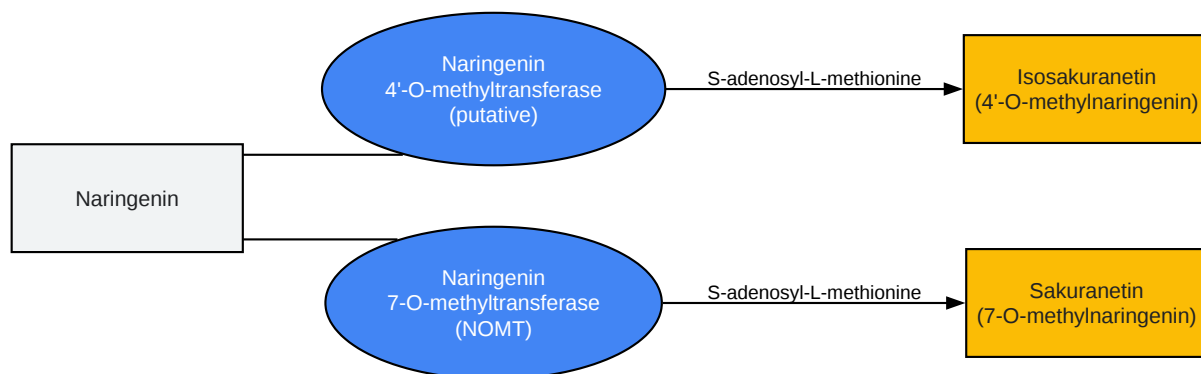 Naringenin
4'-O-methyltransferase
(putative)
S-adenosyl-L-methionine
Isosakuranetin
(4'-O-methylnaringenin)
Naringenin
Naringenin
7-O-methyltransferase
(NOMT)
S-adenosyl-L-methionine
Sakuranetin
(7-O-methylnaringenin)